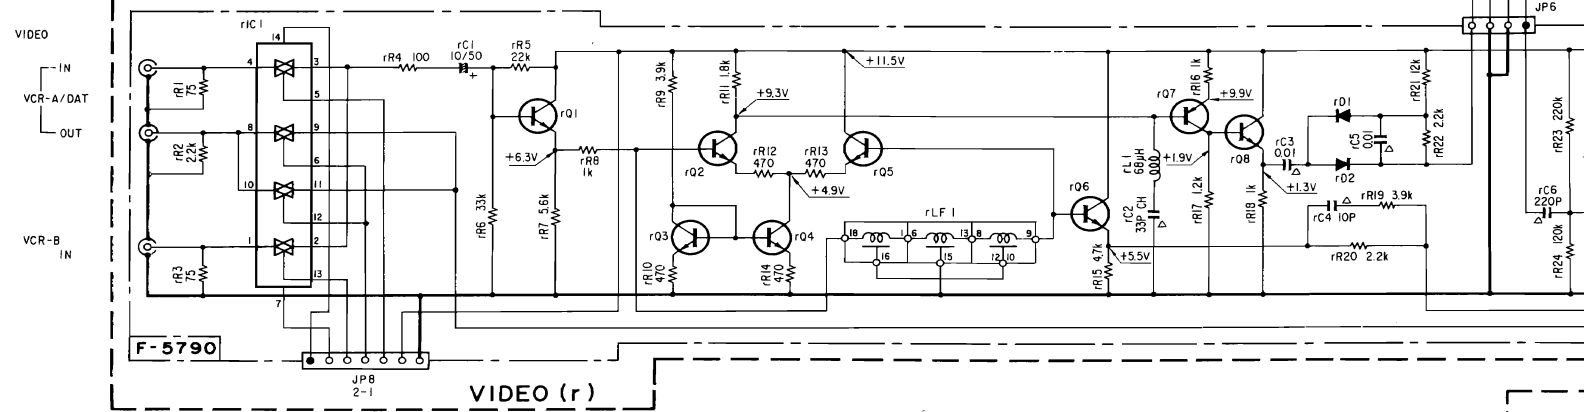 JP6
rIC1
14
VIDEO
IN
VCR-A/DAT
OUT
VCR-B
IN
rR1
75
rR2
2.2k
rR3
75
4
3
5
8
9
6
10
11
12
1
2
13
7
rR4 100
rC1
10/50
+
rR5
22k
rQ1
+6.3V
rR6 33k
rR7 5.6k
rR8
1k
rR9 3.9k
rR11 1.8k
+9.3V
rQ2
rR12
470
rR13
470
+4.9V
rQ3
rQ4
rR10
470
rR14
470
+11.5V
rQ5
rLF1
18
1
6
13
8
9
16
15
12
10
rQ6
rR15 4.7k
+5.5V
rL1
68μH
rC2
33P CH
rQ7
rR16 1k
+9.9V
+1.9V
rR17 1.2k
rQ8
rR18 1k
+1.3V
rC3
0.01
rD1
rC5
0.01
rD2
rR21 12k
rR22 2.2k
rC4 10P
rR19 3.9k
rR20 2.2k
rR23 220k
rC6
220P
rR24 120k
F-5790
JP8
2-1
VIDEO (r)